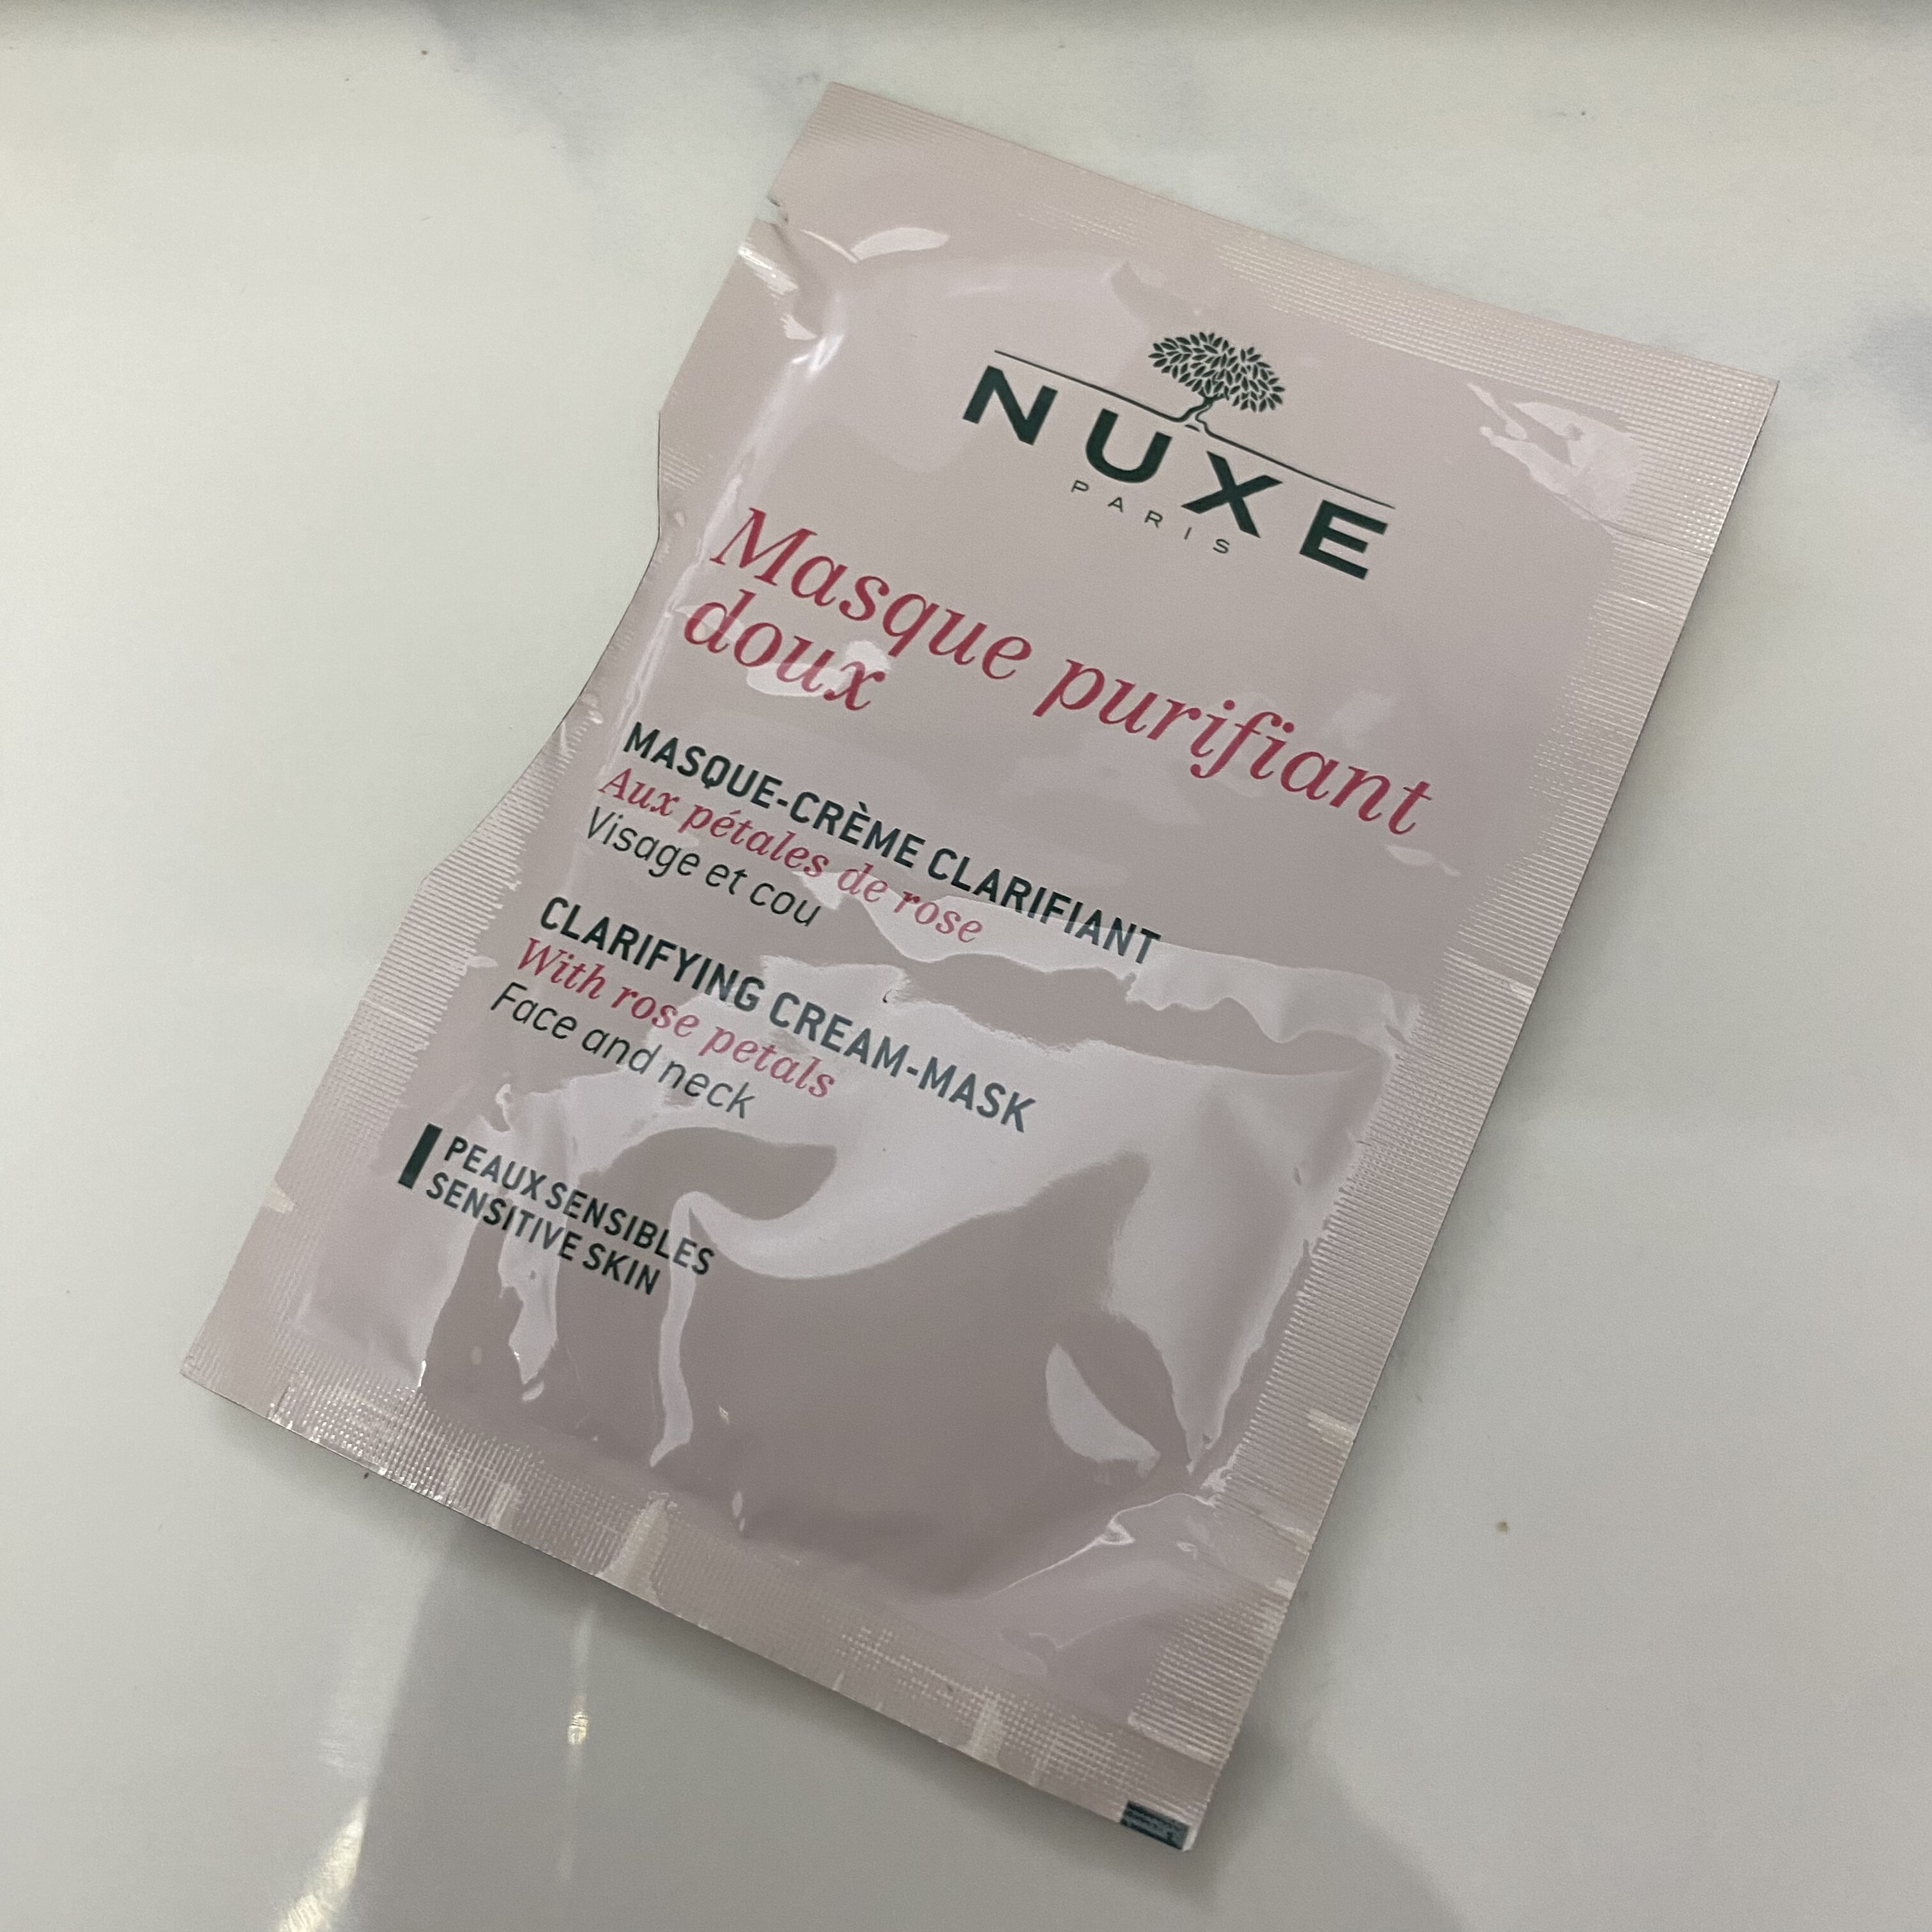 NUXE
PARIS
Masque purifiant
doux
MASQUE-CRÈME CLARIFIANT
Aux pétales de rose
Visage et cou
CLARIFYING CREAM-MASK
With rose petals
Face and neck
PEAUX SENSIBLES
SENSITIVE SKIN